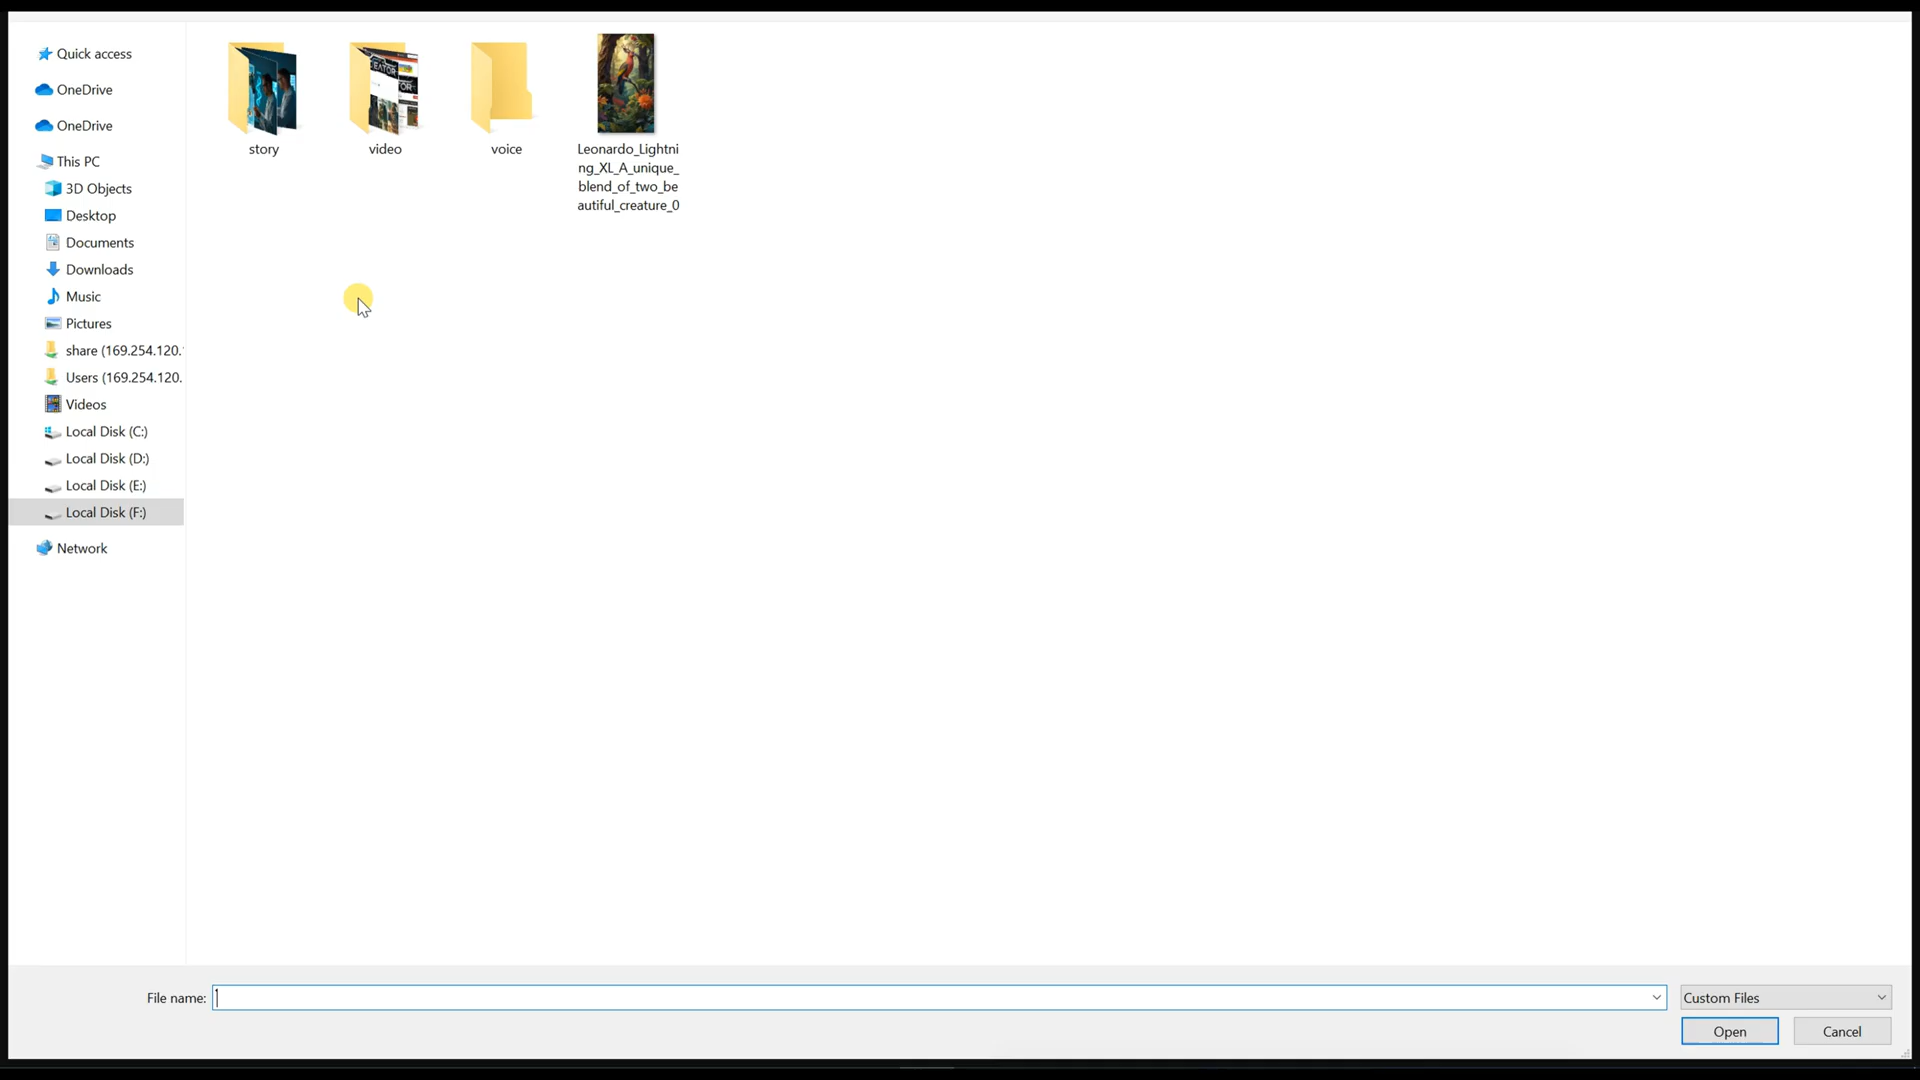 Quick access
OneDrive
OneDrive
This PC
3D Objects
Desktop
Documents
Downloads
Music
Pictures
share (169.254.120.
Users (169.254.120.
Videos
Local Disk (C:)
Local Disk (D:)
Local Disk (E:)
Local Disk (F:)
Network
story
video
voice
Leonardo_Lightni
ng_XL_A_unique_
blend_of_two_be
autiful_creature_0
File name:
Custom Files
Open
Cancel